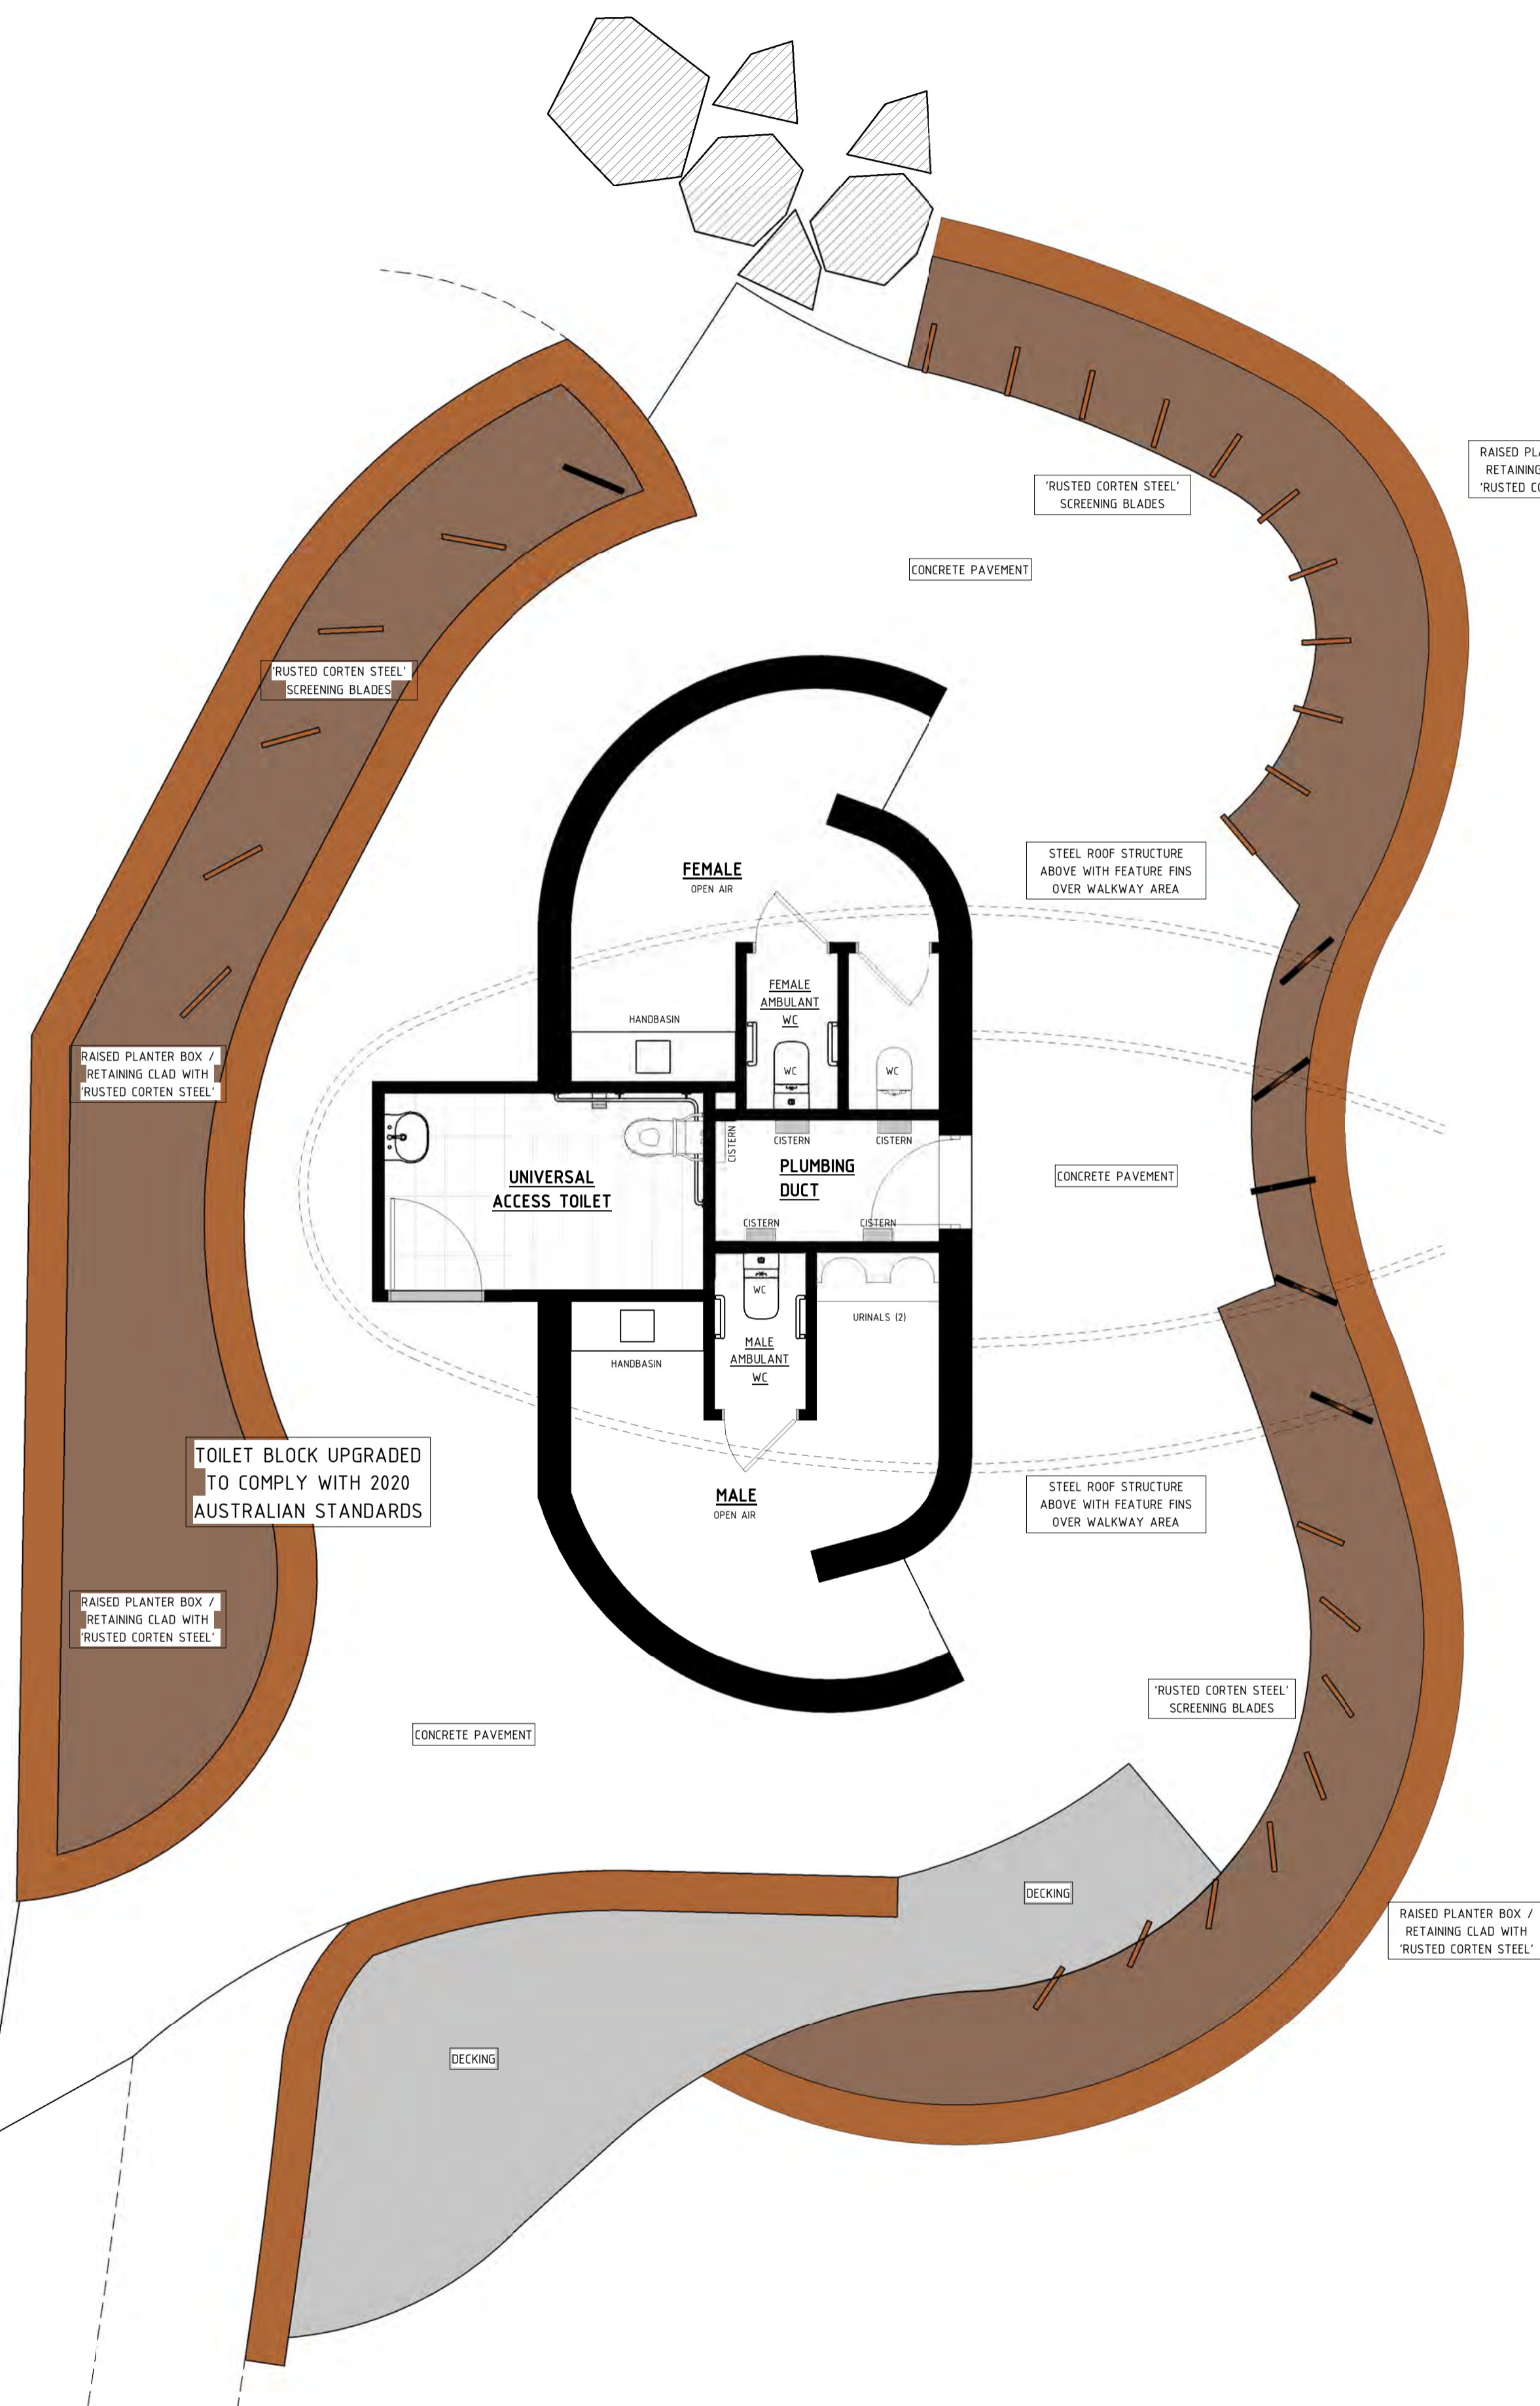 RAISED PLA
RETAINING
'RUSTED CO
'RUSTED CORTEN STEEL'
SCREENING BLADES
CONCRETE PAVEMENT
'RUSTED CORTEN STEEL'
SCREENING BLADES
STEEL ROOF STRUCTURE
ABOVE WITH FEATURE FINS
OVER WALKWAY AREA
FEMALE
OPEN AIR
FEMALE
AMBULANT
WC
HANDBASIN
WC
WC
RAISED PLANTER BOX /
RETAINING CLAD WITH
'RUSTED CORTEN STEEL'
CISTERN
CISTERN
CISTERN
PLUMBING
DUCT
UNIVERSAL
ACCESS TOILET
CONCRETE PAVEMENT
CISTERN
CISTERN
WC
URINALS (2)
MALE
AMBULANT
WC
HANDBASIN
TOILET BLOCK UPGRADED
TO COMPLY WITH 2020
AUSTRALIAN STANDARDS
MALE
OPEN AIR
STEEL ROOF STRUCTURE
ABOVE WITH FEATURE FINS
OVER WALKWAY AREA
RAISED PLANTER BOX /
RETAINING CLAD WITH
'RUSTED CORTEN STEEL'
'RUSTED CORTEN STEEL'
SCREENING BLADES
CONCRETE PAVEMENT
DECKING
RAISED PLANTER BOX /
RETAINING CLAD WITH
'RUSTED CORTEN STEEL'
DECKING